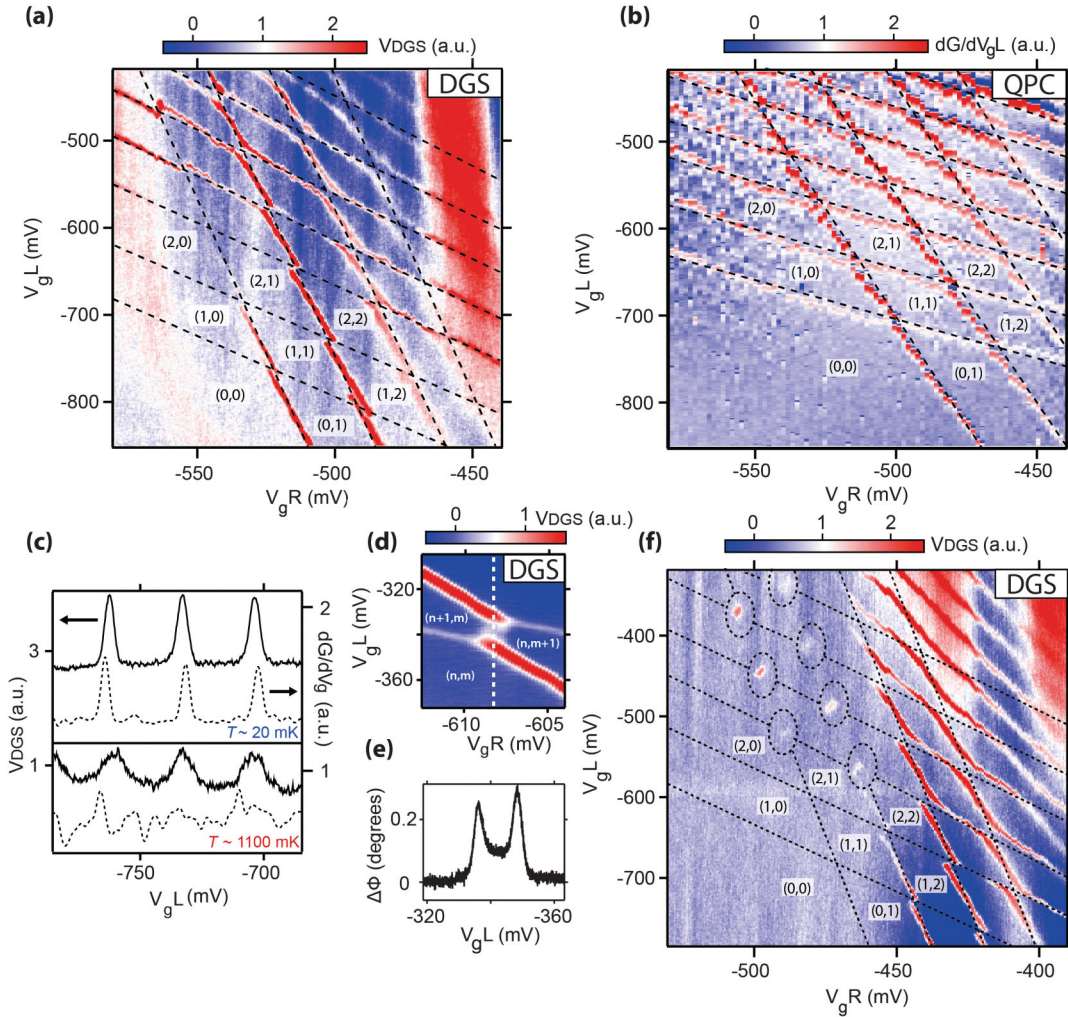 (a)
0 1 2 VDGS (a.u.)
DGS
-500
-600
-700
-800
VgL (mV)
(2,0)
(2,1)
(1,0)
(2,2)
(1,1)
(0,0)
(1,2)
(0,1)
-550 -500 -450
VgR (mV)
(b)
0 1 2 dG/dVgL (a.u.)
QPC
-500
-600
-700
-800
VgL (mV)
(2,0)
(2,1)
(1,0)
(2,2)
(1,1)
(1,2)
(0,0)
(0,1)
-550 -500 -450
VgR (mV)
(c)
3
1
VDGS (a.u.)
2
1
1
dG/dVg (a.u.)
T ~ 20 mK
T ~ 1100 mK
-750 -700
VgL (mV)
(d)
0 1 VDGS (a.u.)
DGS
-320
-340
-360
VgL (mV)
(n+1,m)
(n,m+1)
(n,m)
-610 -605
VgR (mV)
(e)
0.2
0
ΔΦ (degrees)
-320 -360
VgL (mV)
(f)
0 1 2 VDGS (a.u.)
DGS
-400
-500
-600
-700
VgL (mV)
(2,0)
(2,1)
(1,0)
(2,2)
(1,1)
(0,0)
(1,2)
(0,1)
-500 -450 -400
VgR (mV)